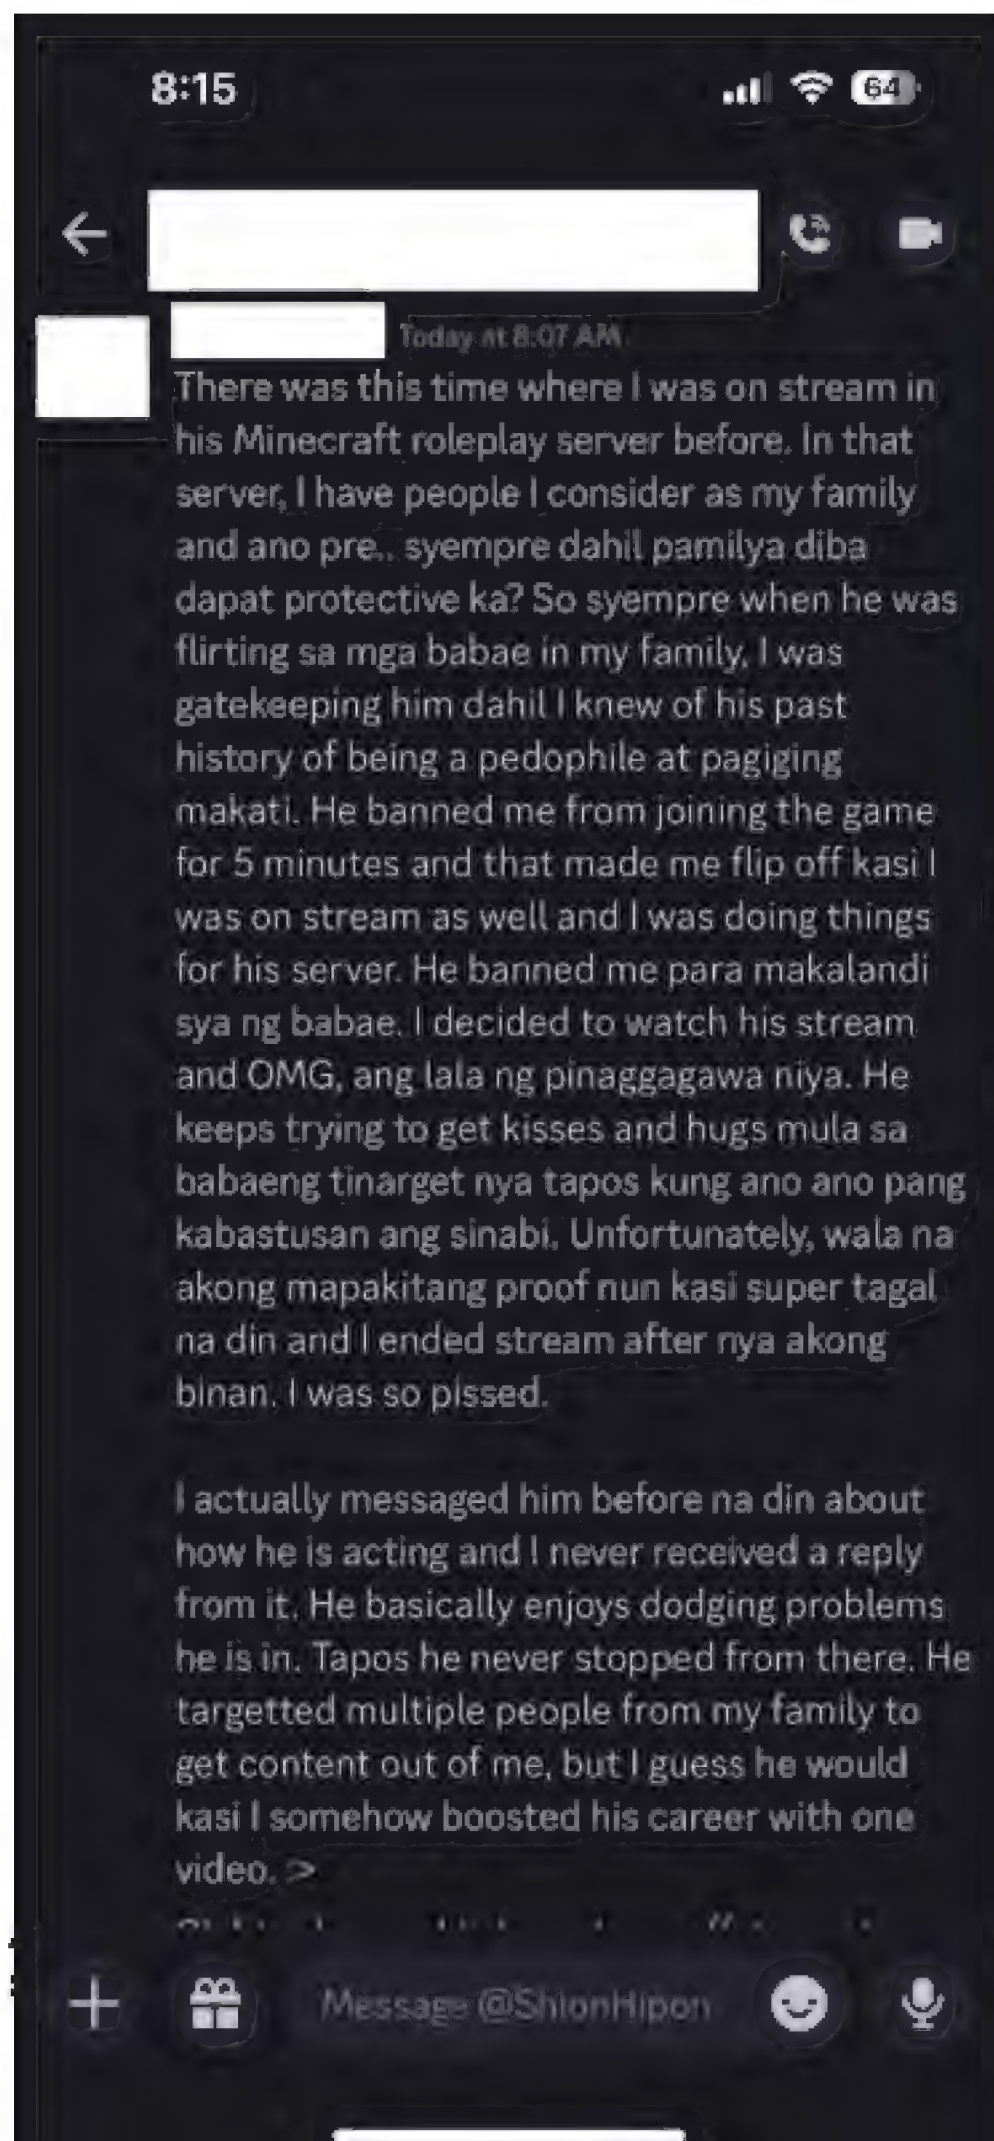 8:15
64
Today at 8:07 AM
There was this time where I was on stream in
his Minecraft roleplay server before. In that
server, I have people I consider as my family
and ano pre.. syempre dahil pamilya diba
dapat protective ka? So syempre when he was
flirting sa mga babae in my family, I was
gatekeeping him dahil I knew of his past
history of being a pedophile at pagiging
makati. He banned me from joining the game
for 5 minutes and that made me flip off kasi I
was on stream as well and I was doing things
for his server. He banned me para makalandi
sya ng babae. I decided to watch his stream
and OMG, ang lala ng pinaggagawa niya. He
keeps trying to get kisses and hugs mula sa
babaeng tinarget nya tapos kung ano ano pang
kabastusan ang sinabi. Unfortunately, wala na
akong mapakitang proof nun kasi super tagal
na din and I ended stream after nya akong
binan. I was so pissed.
I actually messaged him before na din about
how he is acting and I never received a reply
from it. He basically enjoys dodging problems
he is in. Tapos he never stopped from there. He
targetted multiple people from my family to
get content out of me, but I guess he would
kasi I somehow boosted his career with one
video. :>
Message @ShionHipon